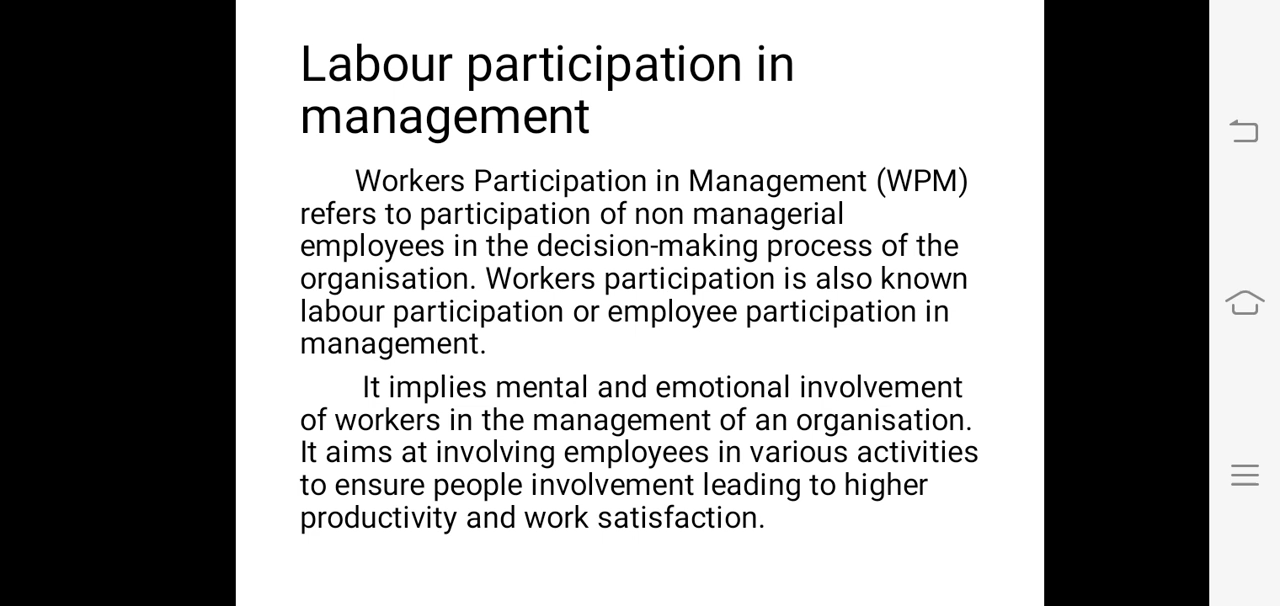 Labour participation in
management
Workers Participation in Management (WPM)
refers to participation of non managerial
employees in the decision-making process of the
organisation. Workers participation is also known
labour participation or employee participation in
management.
It implies mental and emotional involvement
of workers in the management of an organisation.
It aims at involving employees in various activities
to ensure people involvement leading to higher
productivity and work satisfaction.